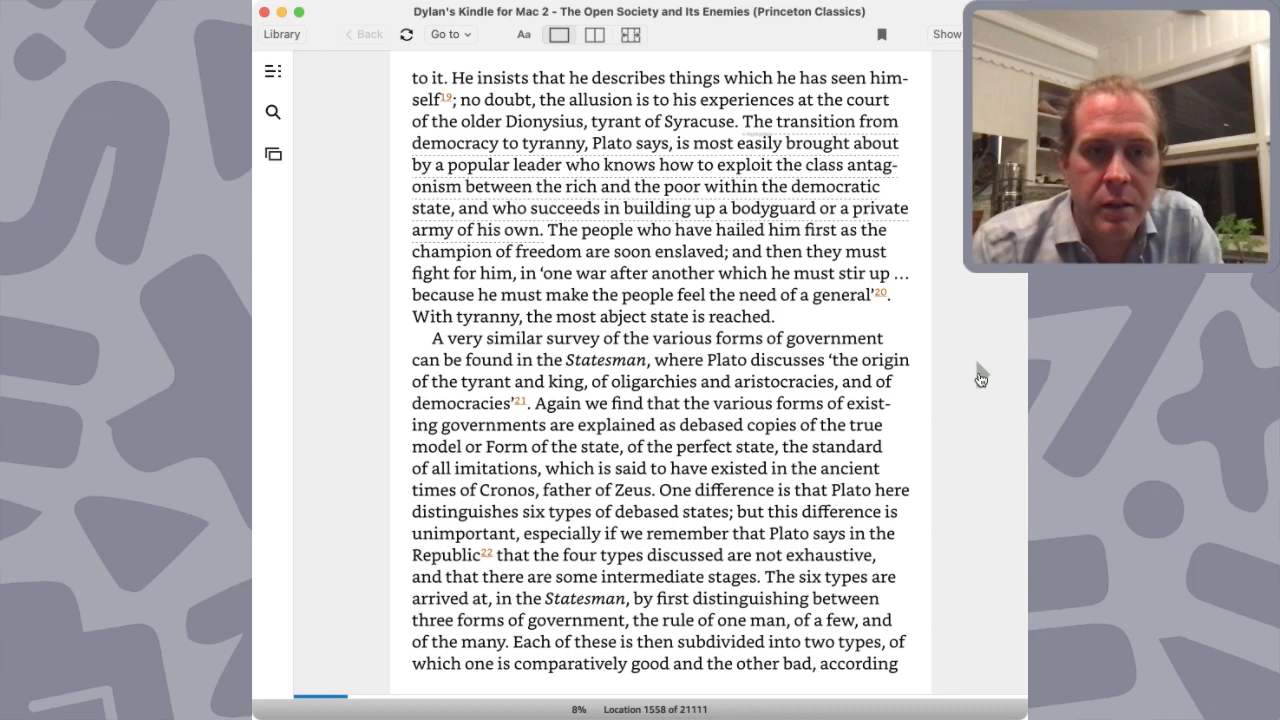 Dylan's Kindle for Mac 2 - The Open Society and Its Enemies (Princeton Classics)
Library
Back
Go to
Aa
Show
to it. He insists that he describes things which he has seen him-
self19; no doubt, the allusion is to his experiences at the court
of the older Dionysius, tyrant of Syracuse. The transition from
democracy to tyranny, Plato says, is most easily brought about
by a popular leader who knows how to exploit the class antag-
onism between the rich and the poor within the democratic
state, and who succeeds in building up a bodyguard or a private
army of his own. The people who have hailed him first as the
champion of freedom are soon enslaved; and then they must
fight for him, in ‘one war after another which he must stir up …
because he must make the people feel the need of a general’20.
With tyranny, the most abject state is reached.
A very similar survey of the various forms of government
can be found in the Statesman, where Plato discusses ‘the origin
of the tyrant and king, of oligarchies and aristocracies, and of
democracies’21. Again we find that the various forms of exist-
ing governments are explained as debased copies of the true
model or Form of the state, of the perfect state, the standard
of all imitations, which is said to have existed in the ancient
times of Cronos, father of Zeus. One difference is that Plato here
distinguishes six types of debased states; but this difference is
unimportant, especially if we remember that Plato says in the
Republic22 that the four types discussed are not exhaustive,
and that there are some intermediate stages. The six types are
arrived at, in the Statesman, by first distinguishing between
three forms of government, the rule of one man, of a few, and
of the many. Each of these is then subdivided into two types, of
which one is comparatively good and the other bad, according
8%
Location 1558 of 21111